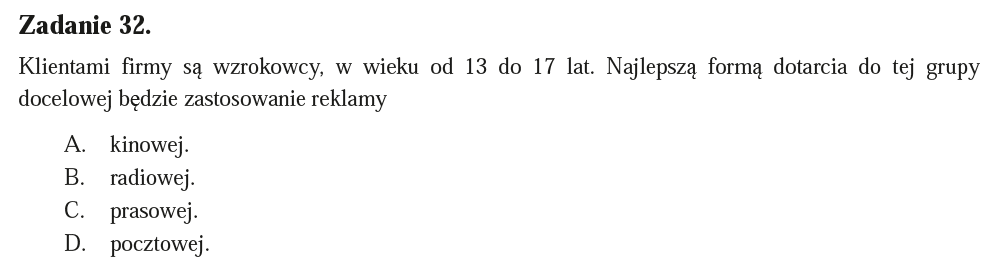 Zadanie 32.
Klientami firmy są wzrokowcy, w wieku od 13 do 17 lat. Najlepszą formą dotarcia do tej grupy
docelowej będzie zastosowanie reklamy
A. kinowej.
B. radiowej.
C. prasowej.
D. pocztowej.